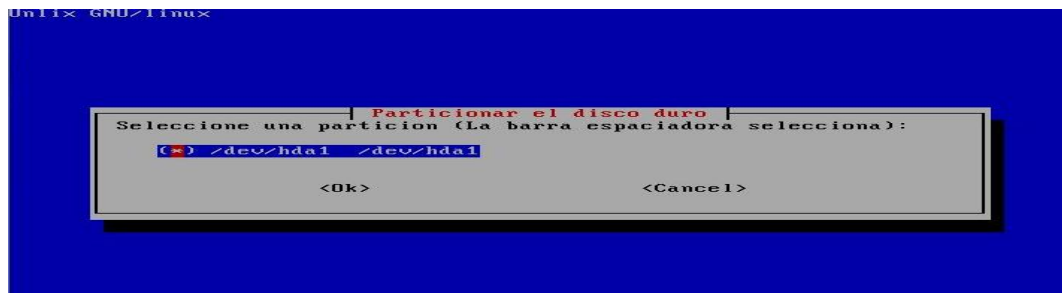 Unlix GNU/linux
Particionar el disco duro
Seleccione una particion (La barra espaciadora selecciona):
(*) /dev/hda1 /dev/hda1
<Ok> <Cancel>